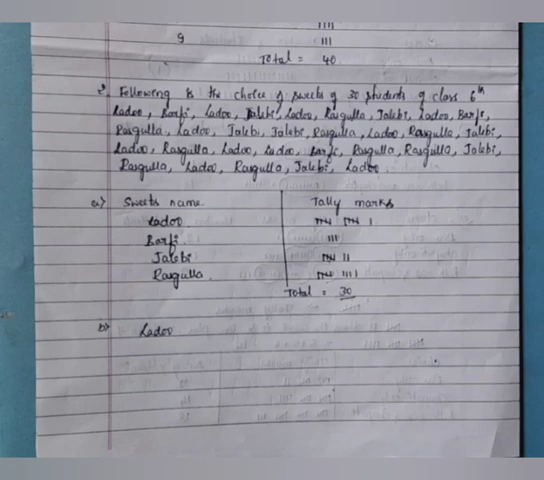 ||||
9 |||
Total = 40
2. Following is the choice of sweets of 30 students of class 6th
Ladoo, Barfi, Ladoo, Jalebi, Ladoo, Rasgulla, Jalebi, Ladoo, Barfi,
Rasgulla, Ladoo, Jalebi, Jalebi, Rasgulla, Ladoo, Rasgulla, Jalebi,
Ladoo, Rasgulla, Ladoo, Ladoo, Barfi, Rasgulla, Rasgulla, Jalebi,
Rasgulla, Ladoo, Rasgulla, Jalebi, Ladoo.
a) Sweets name Tally marks
Ladoo 𝍸 𝍸 |
Barfi |||
Jalebi 𝍸 ||
Rasgulla 𝍸 ||||
Total = 30
b) Ladoo